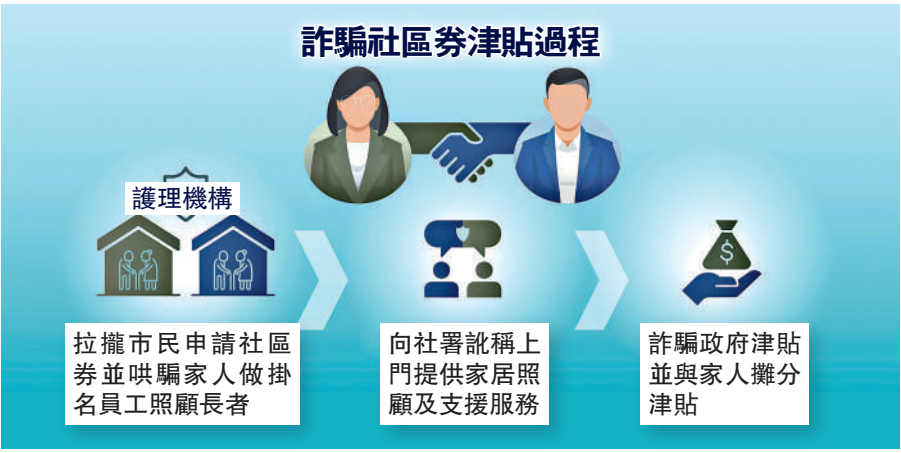 詐騙社區券津貼過程
護理機構
拉攏市民申請社區
券並哄騙家人做掛
名員工照顧長者
向社署訛稱上
門提供家居照
顧及支援服務
$
詐騙政府津貼
並與家人攤分
津貼